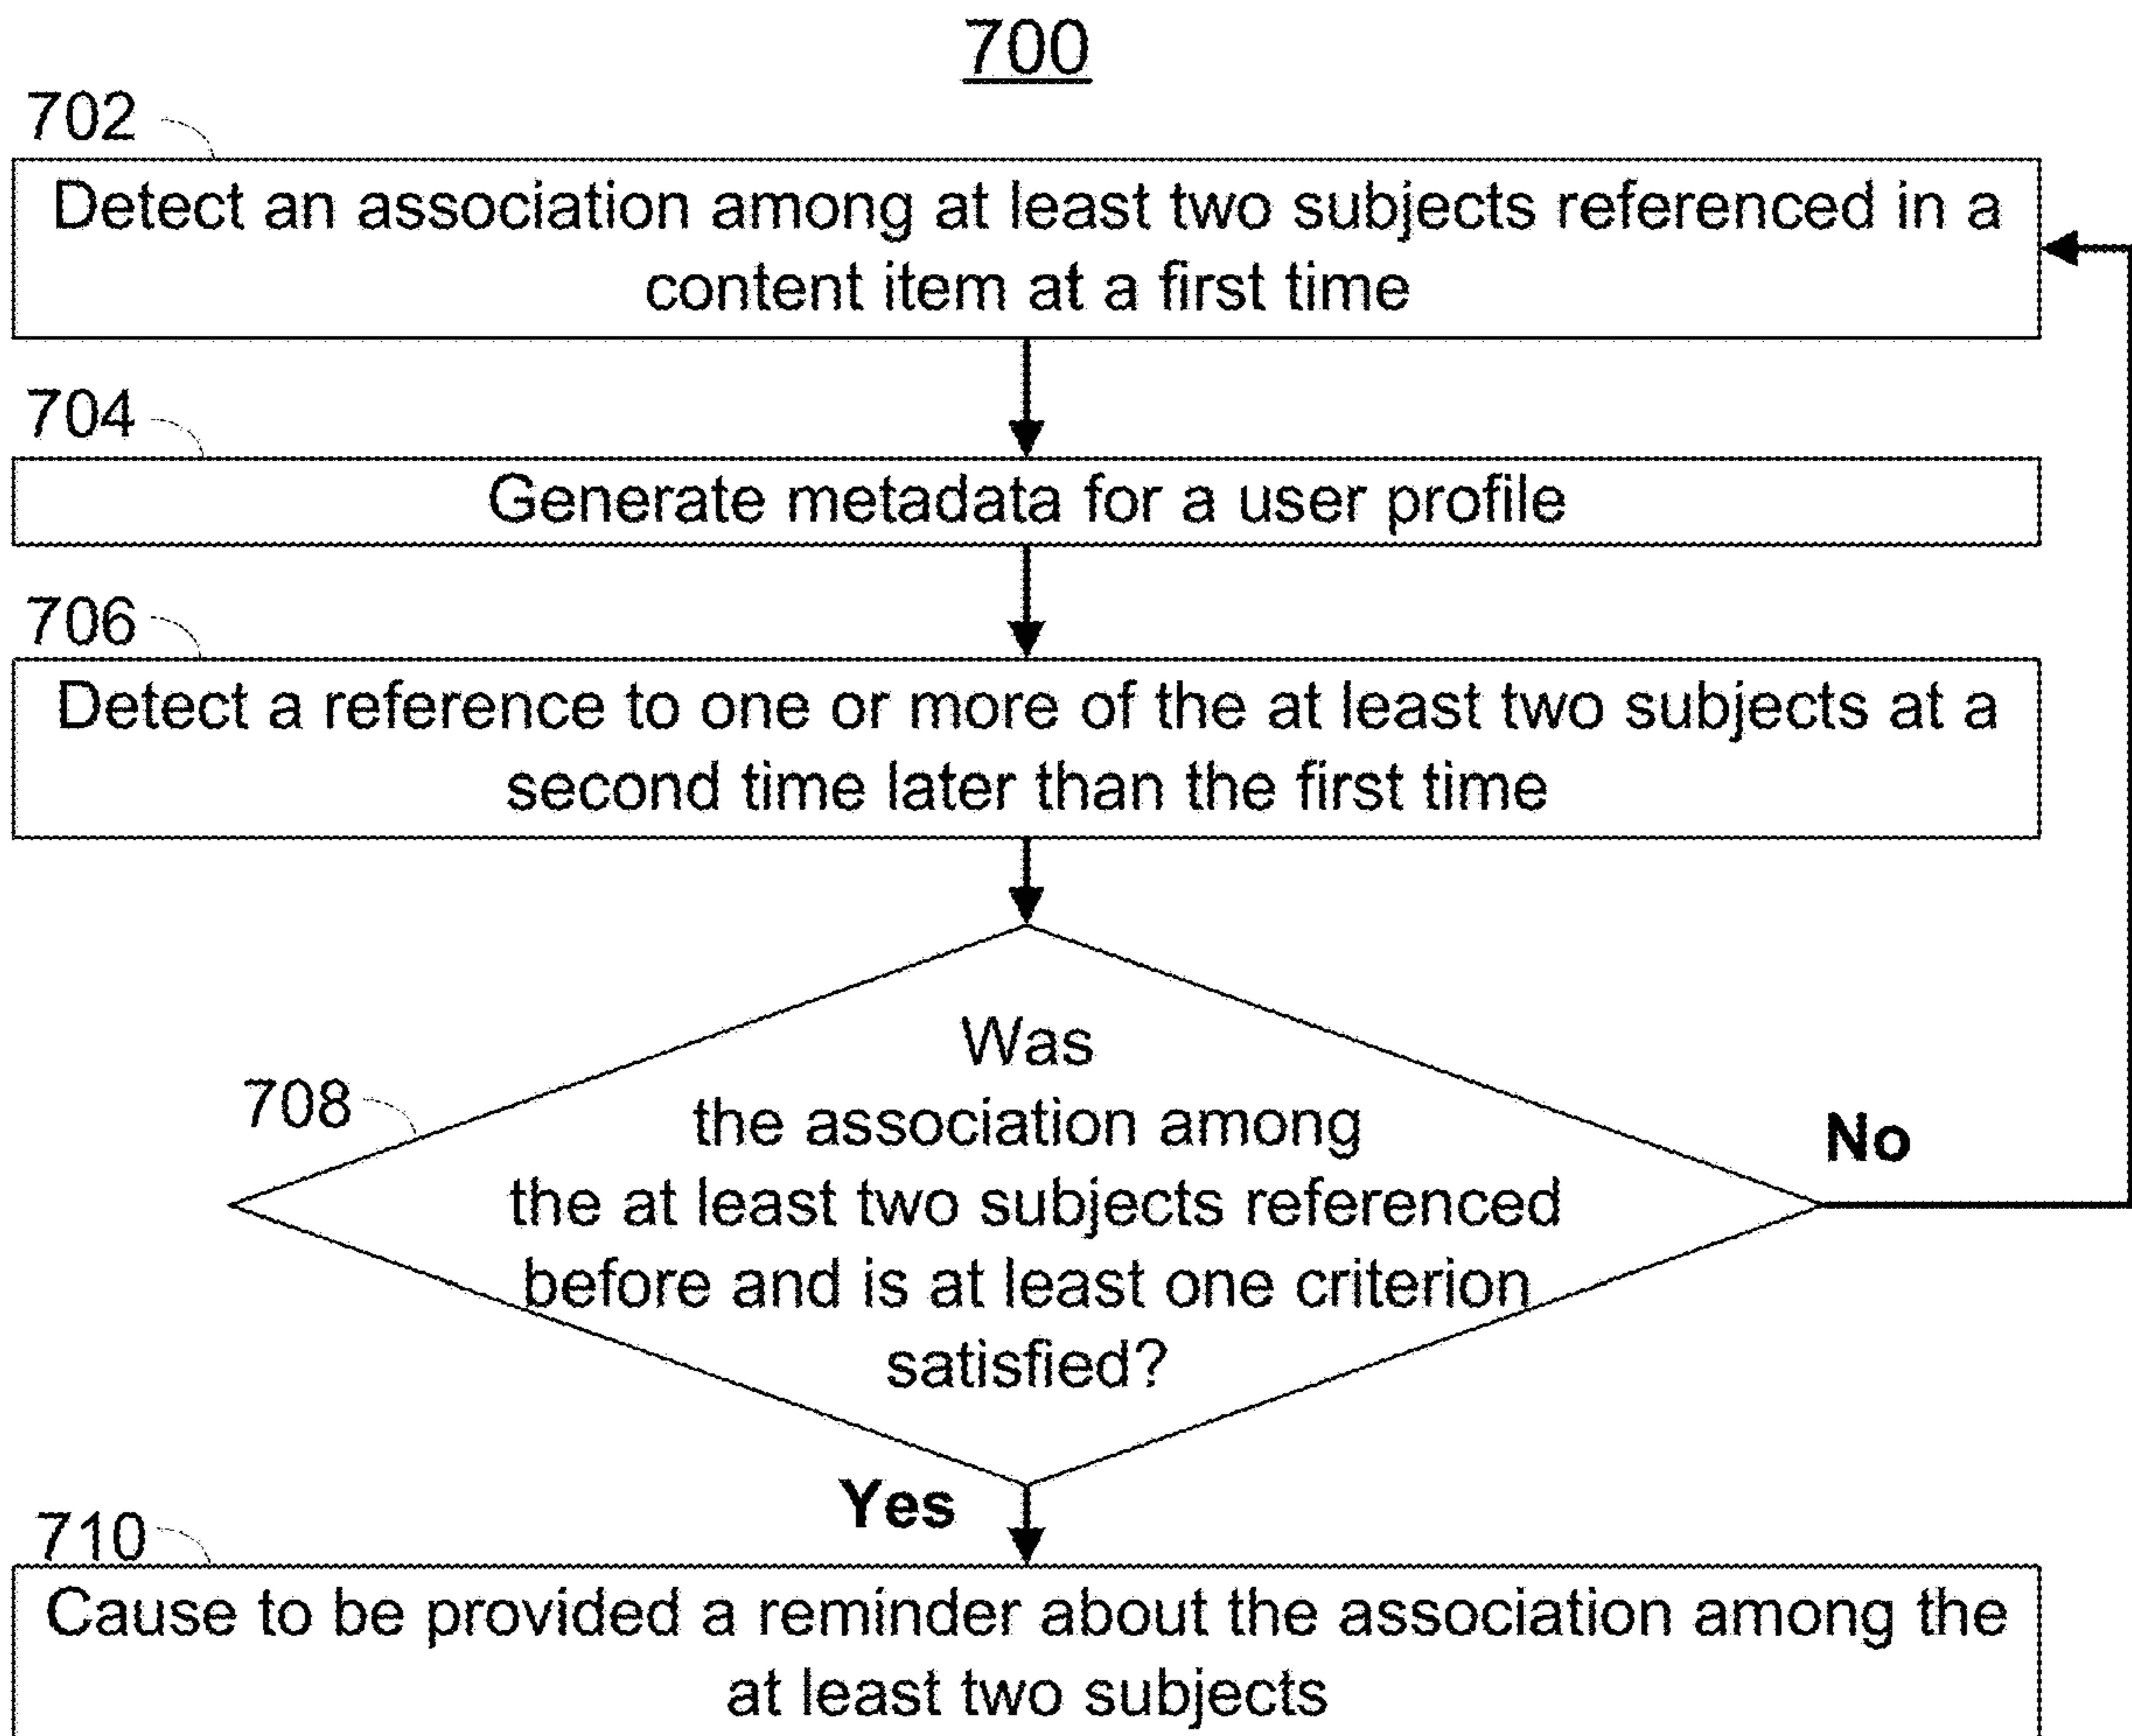 700
702
Detect an association among at least two subjects referenced in a
content item at a first time
704
Generate metadata for a user profile
706
Detect a reference to one or more of the at least two subjects at a
second time later than the first time
708
Was
the association among
the at least two subjects referenced
before and is at least one criterion
satisfied?
No
Yes
710
Cause to be provided a reminder about the association among the
at least two subjects